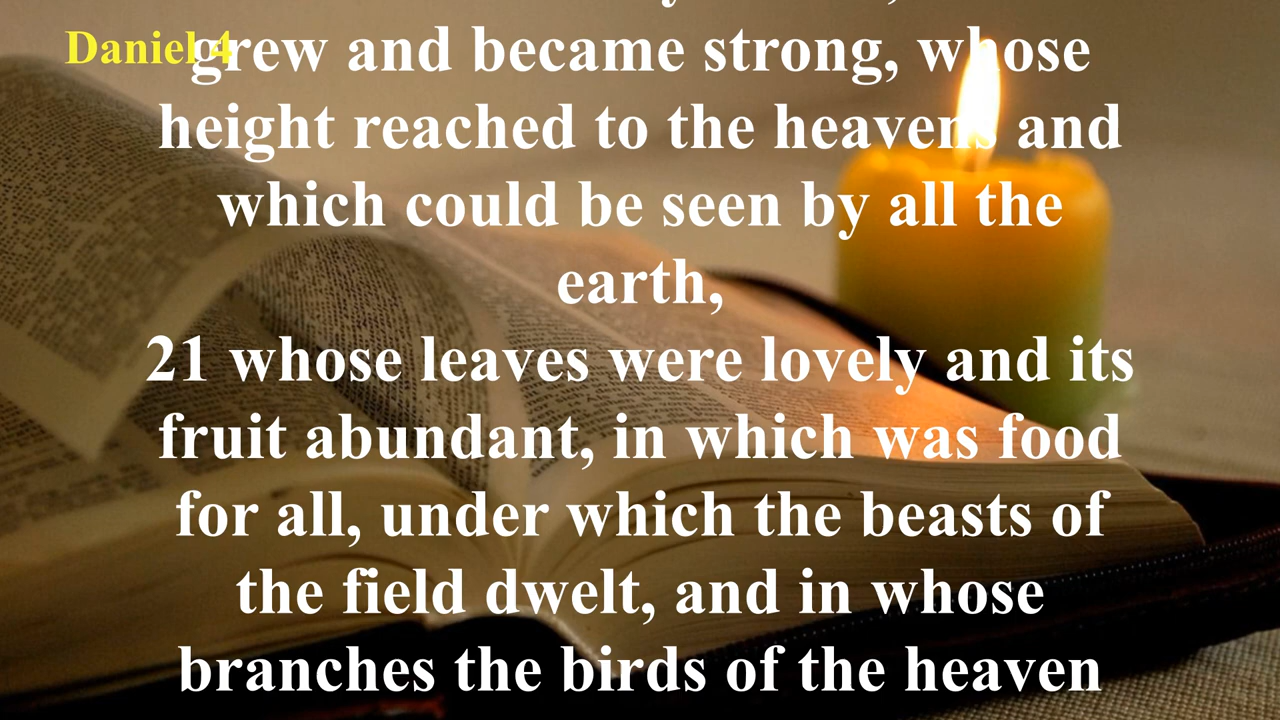 Daniel 4
grew and became strong, whose
height reached to the heavens and
which could be seen by all the
earth,
21 whose leaves were lovely and its
fruit abundant, in which was food
for all, under which the beasts of
the field dwelt, and in whose
branches the birds of the heaven